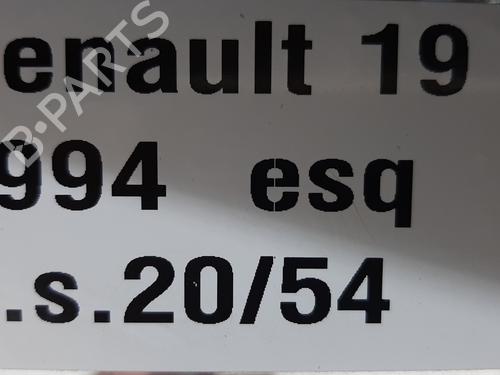 enault 19
994 esq
.s.20/54
B-PARTS